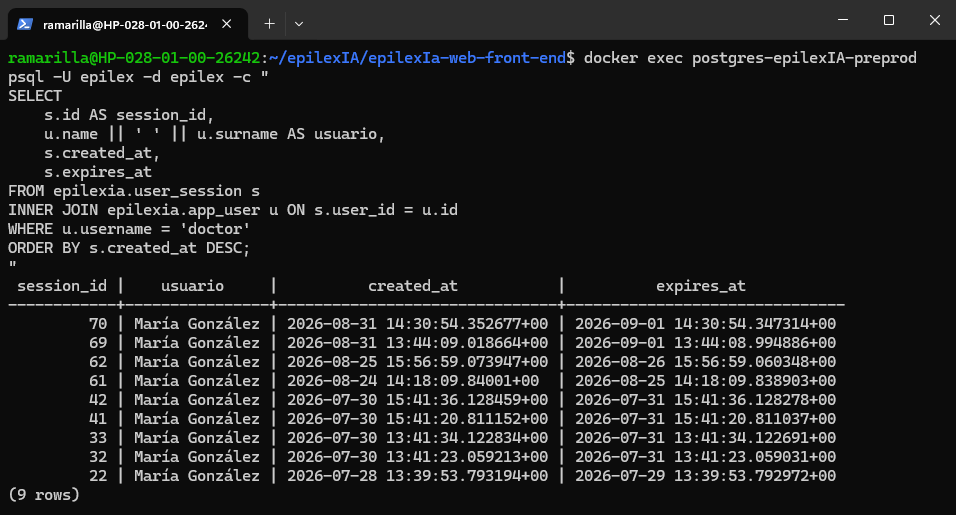 ramarilla@HP-028-01-00-2624
ramarilla@HP-028-01-00-26242:~/epilexIA/epilexIa-web-front-end$ docker exec postgres-epilexIA-preprod
psql -U epilex -d epilex -c "
SELECT
    s.id AS session_id,
    u.name || ' ' || u.surname AS usuario,
    s.created_at,
    s.expires_at
FROM epilexia.user_session s
INNER JOIN epilexia.app_user u ON s.user_id = u.id
WHERE u.username = 'doctor'
ORDER BY s.created_at DESC;
"
 session_id |    usuario     |          created_at           |          expires_at
------------+----------------+-------------------------------+-------------------------------
         70 | María González | 2026-08-31 14:30:54.352677+00 | 2026-09-01 14:30:54.347314+00
         69 | María González | 2026-08-31 13:44:09.018664+00 | 2026-09-01 13:44:08.994886+00
         62 | María González | 2026-08-25 15:56:59.073947+00 | 2026-08-26 15:56:59.060348+00
         61 | María González | 2026-08-24 14:18:09.84001+00  | 2026-08-25 14:18:09.838903+00
         42 | María González | 2026-07-30 15:41:36.128459+00 | 2026-07-31 15:41:36.128278+00
         41 | María González | 2026-07-30 15:41:20.811152+00 | 2026-07-31 15:41:20.811037+00
         33 | María González | 2026-07-30 13:41:34.122834+00 | 2026-07-31 13:41:34.122691+00
         32 | María González | 2026-07-30 13:41:23.059213+00 | 2026-07-31 13:41:23.059031+00
         22 | María González | 2026-07-28 13:39:53.793194+00 | 2026-07-29 13:39:53.792972+00
(9 rows)